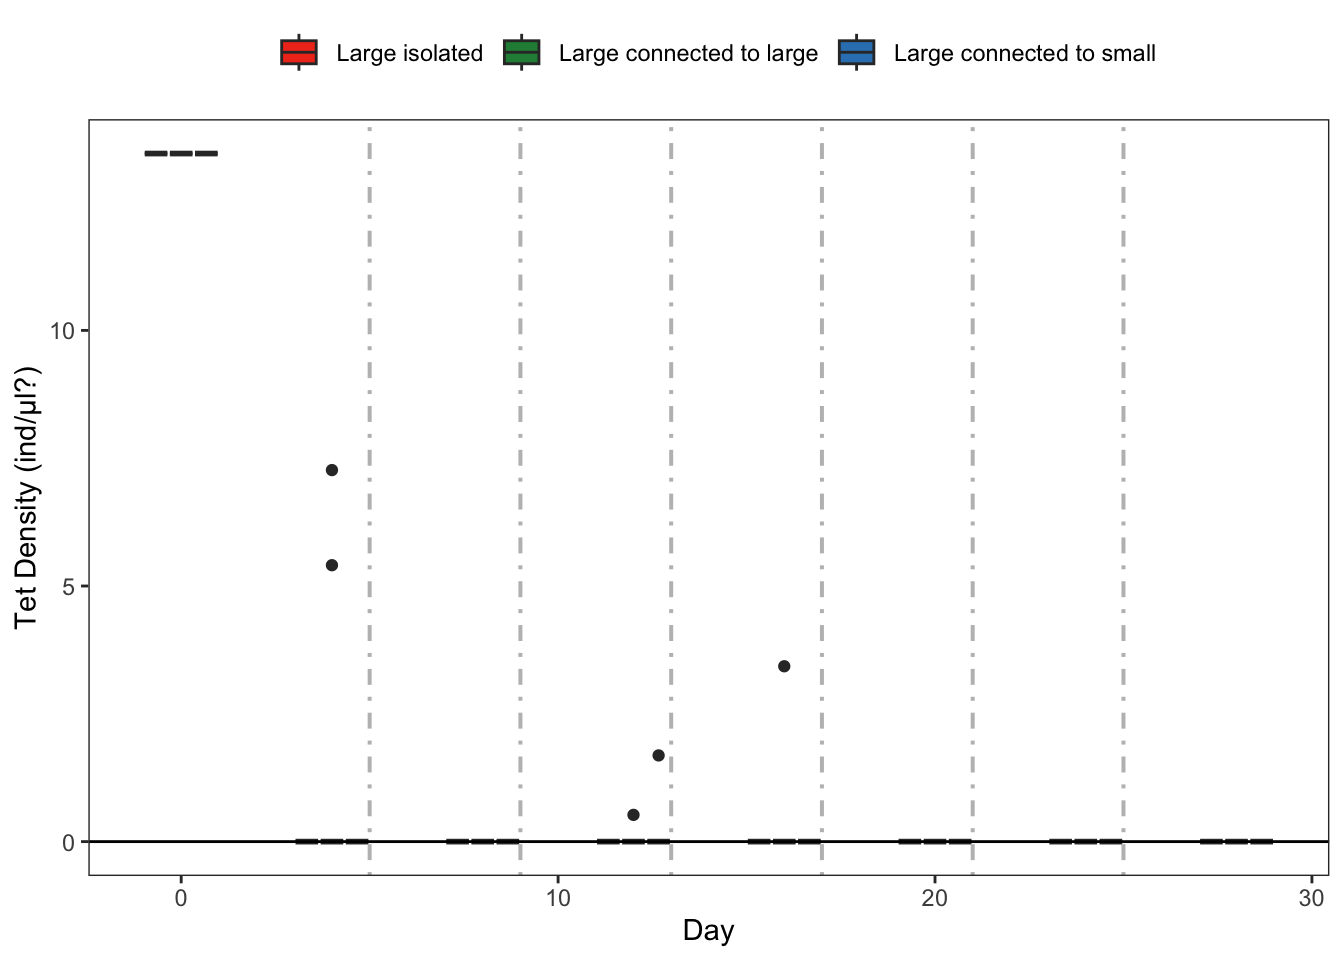 Large isolated Large connected to large Large connected to small
Tet Density (ind/µl?)
10
5
0
0 10 20 30
Day